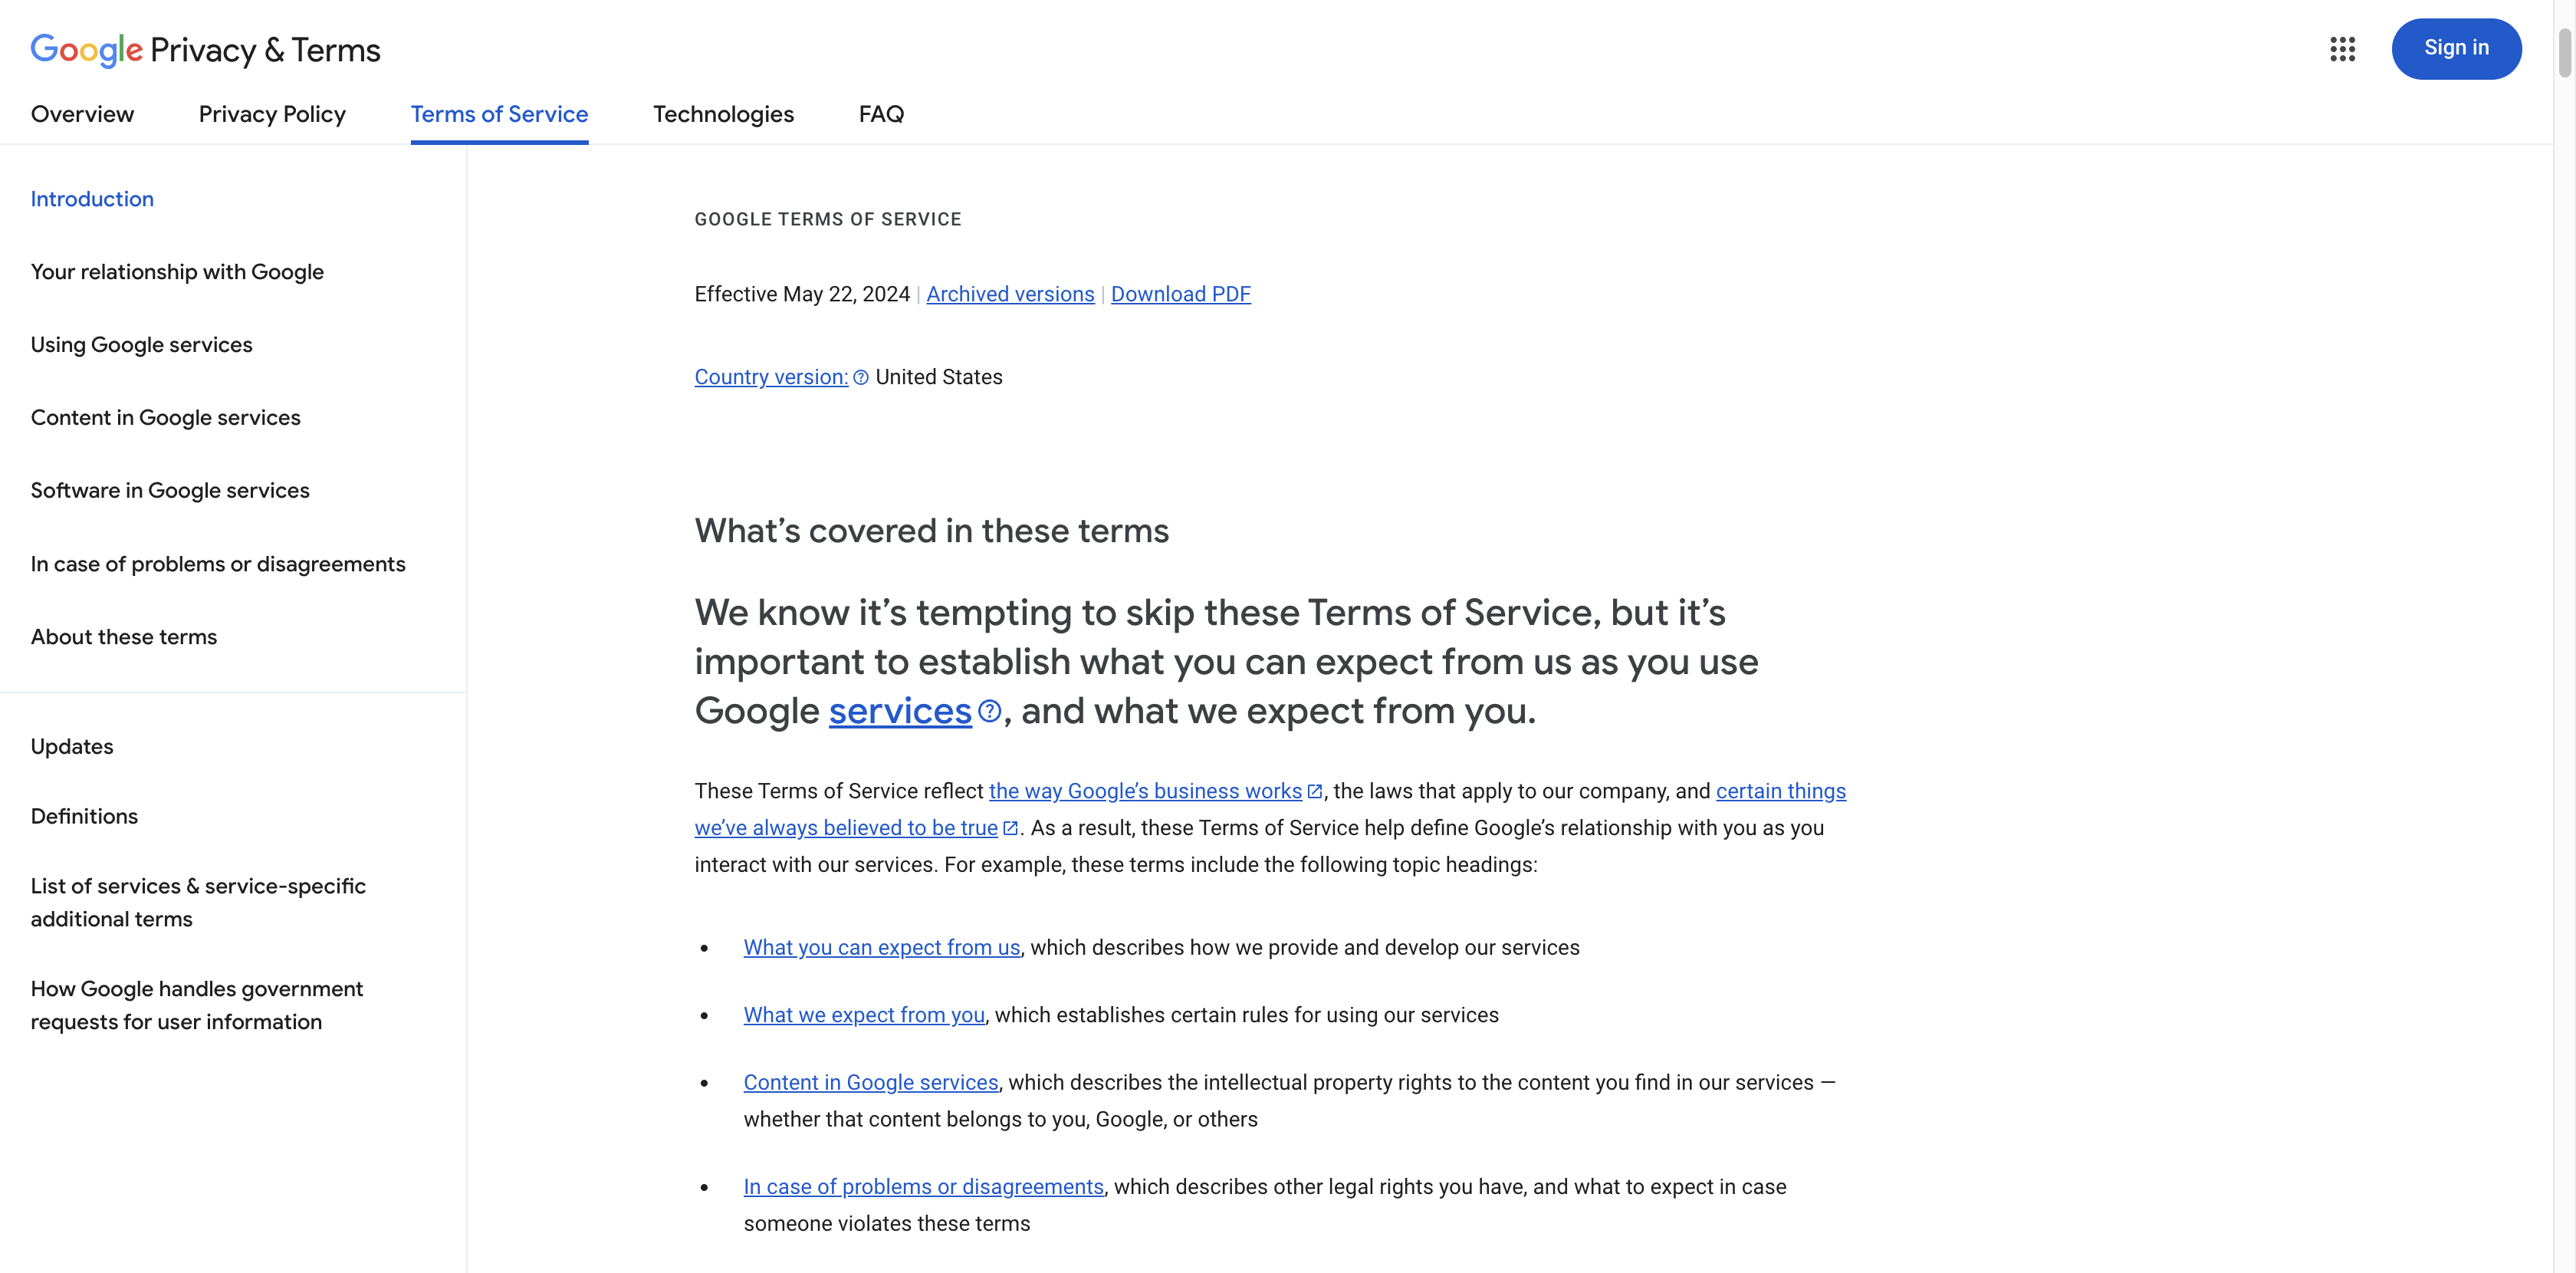 Google Privacy & Terms
Sign in
Overview
Privacy Policy
Terms of Service
Technologies
FAQ
Introduction
Your relationship with Google
Using Google services
Content in Google services
Software in Google services
In case of problems or disagreements
About these terms
Updates
Definitions
List of services & service-specific
additional terms
How Google handles government
requests for user information
GOOGLE TERMS OF SERVICE
Effective May 22, 2024 | Archived versions | Download PDF
Country version: United States
What’s covered in these terms
We know it’s tempting to skip these Terms of Service, but it’s
important to establish what you can expect from us as you use
Google services, and what we expect from you.
These Terms of Service reflect the way Google’s business works, the laws that apply to our company, and certain things
we’ve always believed to be true. As a result, these Terms of Service help define Google’s relationship with you as you
interact with our services. For example, these terms include the following topic headings:
• What you can expect from us, which describes how we provide and develop our services
• What we expect from you, which establishes certain rules for using our services
• Content in Google services, which describes the intellectual property rights to the content you find in our services —
whether that content belongs to you, Google, or others
• In case of problems or disagreements, which describes other legal rights you have, and what to expect in case
someone violates these terms